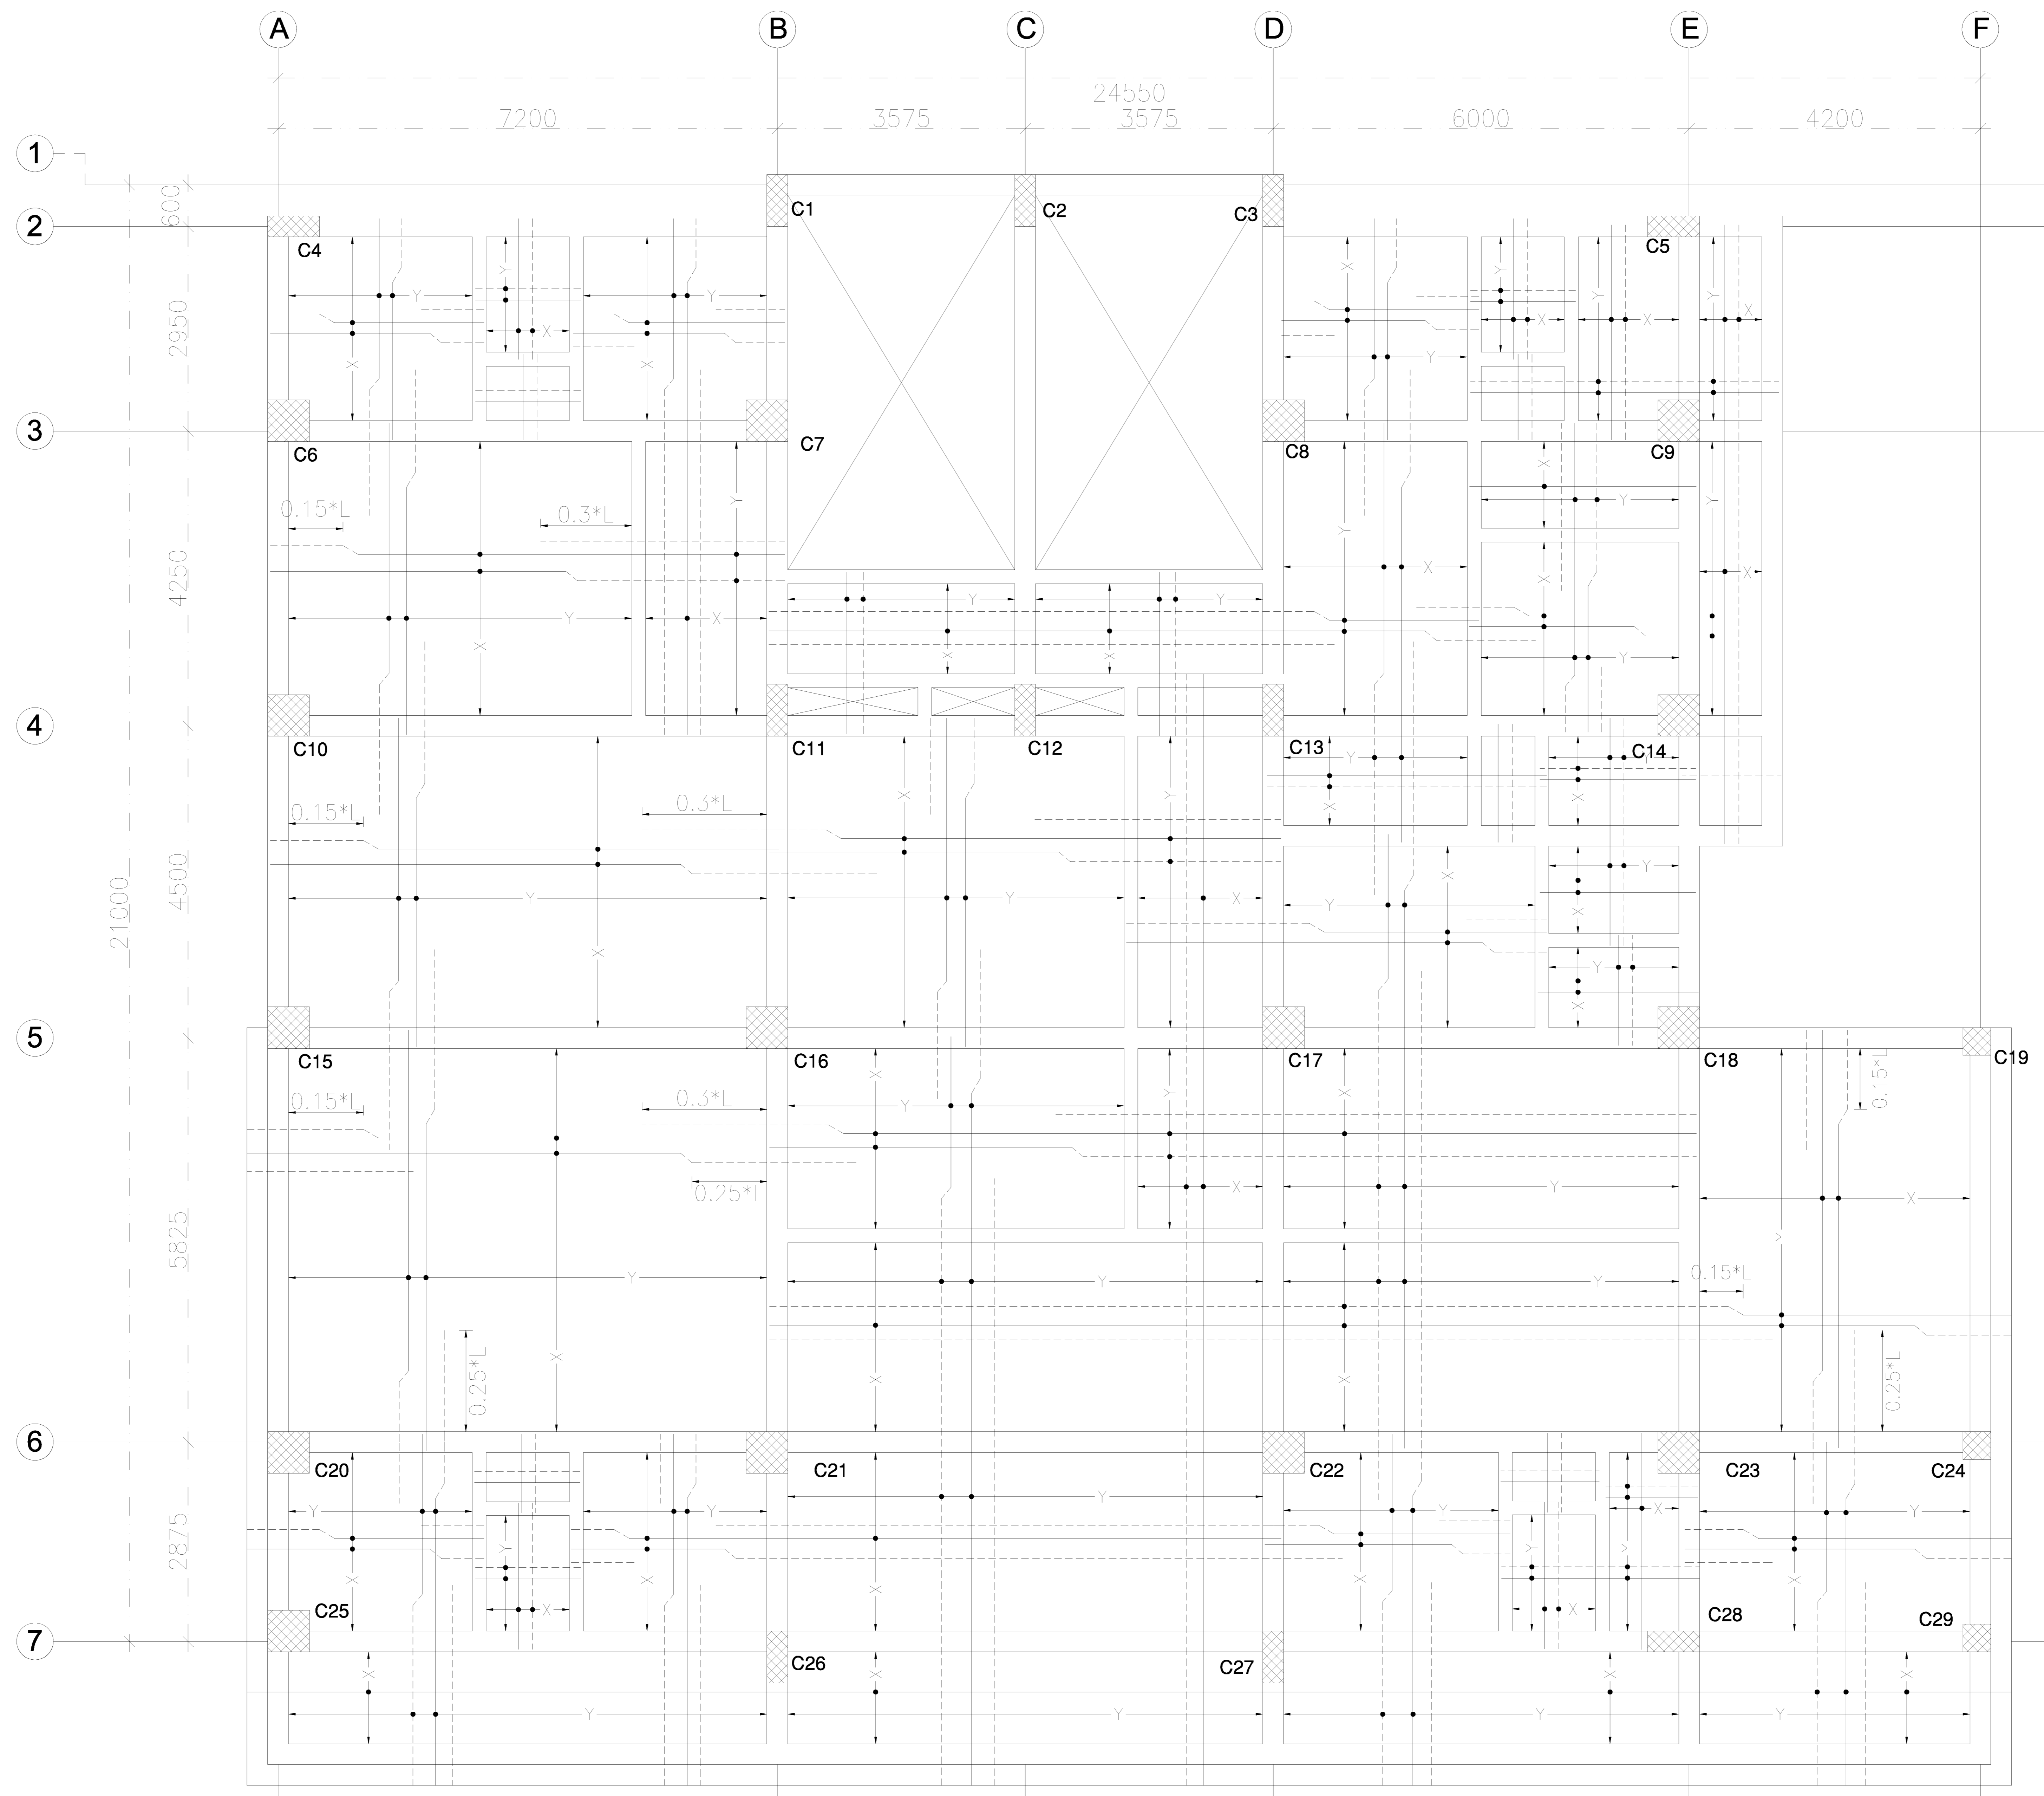 A B C D E F
24550
7200 3575 3575 6000 4200
1
600
C1 C2 C3
2
C4 C5
Y
X Y Y X Y Y Y X
2950
X X X
Y
X X
3
C6 C7 C8 C9
X
0.15*L 0.3*L Y Y Y
4250
Y
X X X
Y Y
Y X
X X X
Y
4
C10 C11 C12 C13 C14
Y
X Y X X
0.15*L 0.3*L
4500
21000
X Y
Y Y X Y
X X
Y
X
5
C15 C16 C17 C18 C19
X X
0.15*L 0.3*L Y Y 0.15*L
0.25*L X Y X
5825
Y
Y Y Y
0.15*L
X
0.25*L X X 0.25*L
6
C20 C21 C22 C23 C24
Y Y Y Y X Y
2875
Y Y Y
X X X X X
X X
C25 C28 C29
7
C26 C27
X X X X
Y Y Y Y